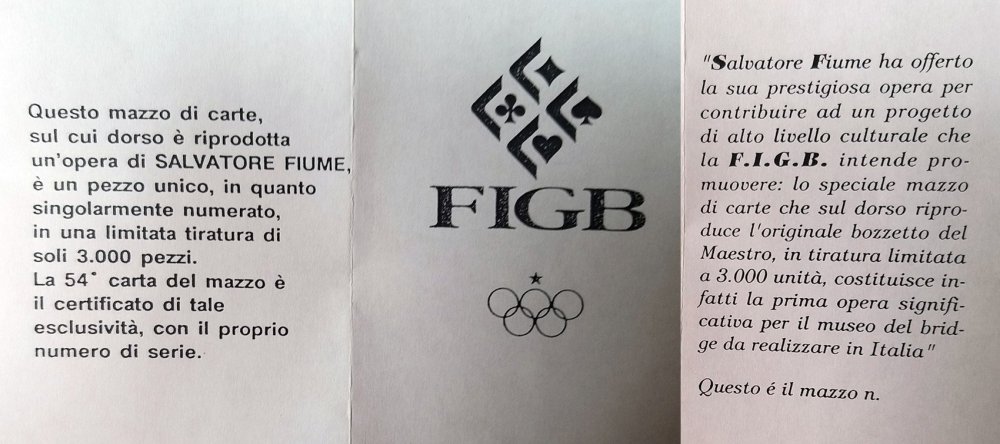 Questo mazzo di carte,
sul cui dorso è riprodotta
un'opera di SALVATORE FIUME,
è un pezzo unico, in quanto
singolarmente numerato,
in una limitata tiratura di
soli 3.000 pezzi.
La 54° carta del mazzo è
il certificato di tale
esclusività, con il proprio
numero di serie.
FIGB
"Salvatore Fiume ha offerto
la sua prestigiosa opera per
contribuire ad un progetto
di alto livello culturale che
la F.I.G.B. intende pro-
muovere: lo speciale mazzo
di carte che sul dorso ripro-
duce l'originale bozzetto del
Maestro, in tiratura limitata
a 3.000 unità, costituisce in-
fatti la prima opera signifi-
cativa per il museo del brid-
ge da realizzare in Italia"
Questo é il mazzo n.